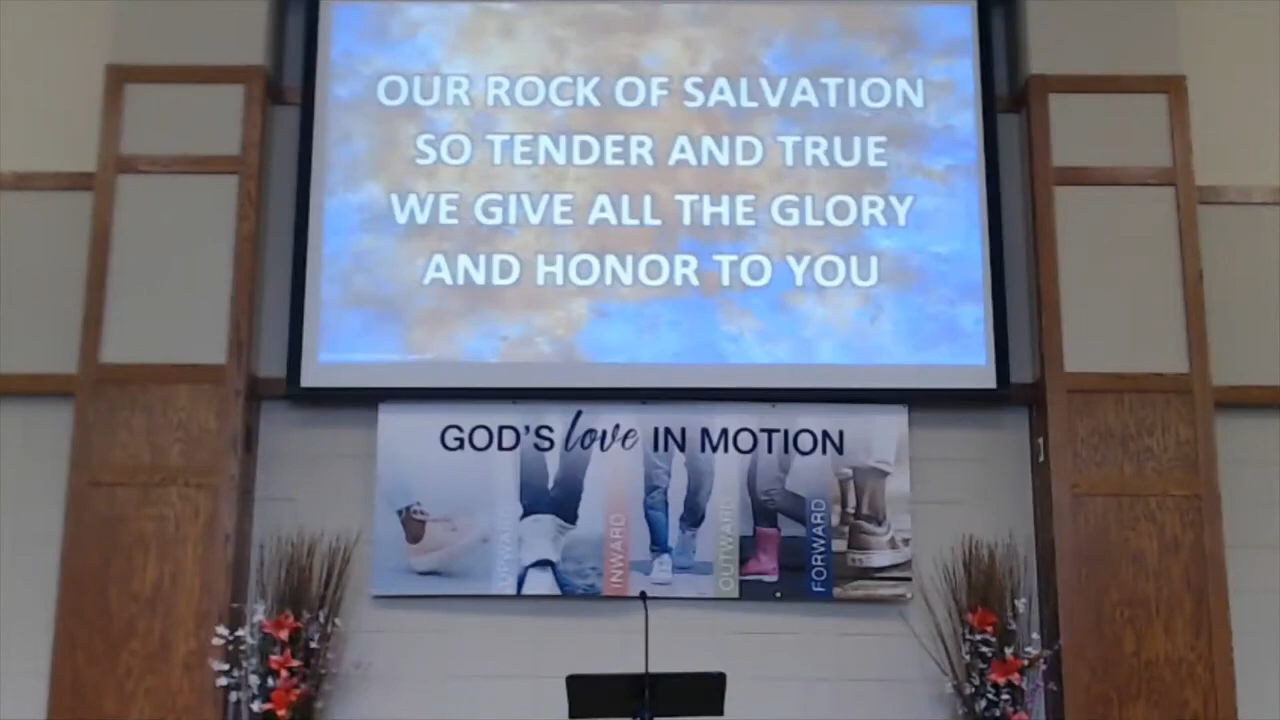 OUR ROCK OF SALVATION
SO TENDER AND TRUE
WE GIVE ALL THE GLORY
AND HONOR TO YOU
GOD'S love IN MOTION
UPWARD
INWARD
OUTWARD
FORWARD